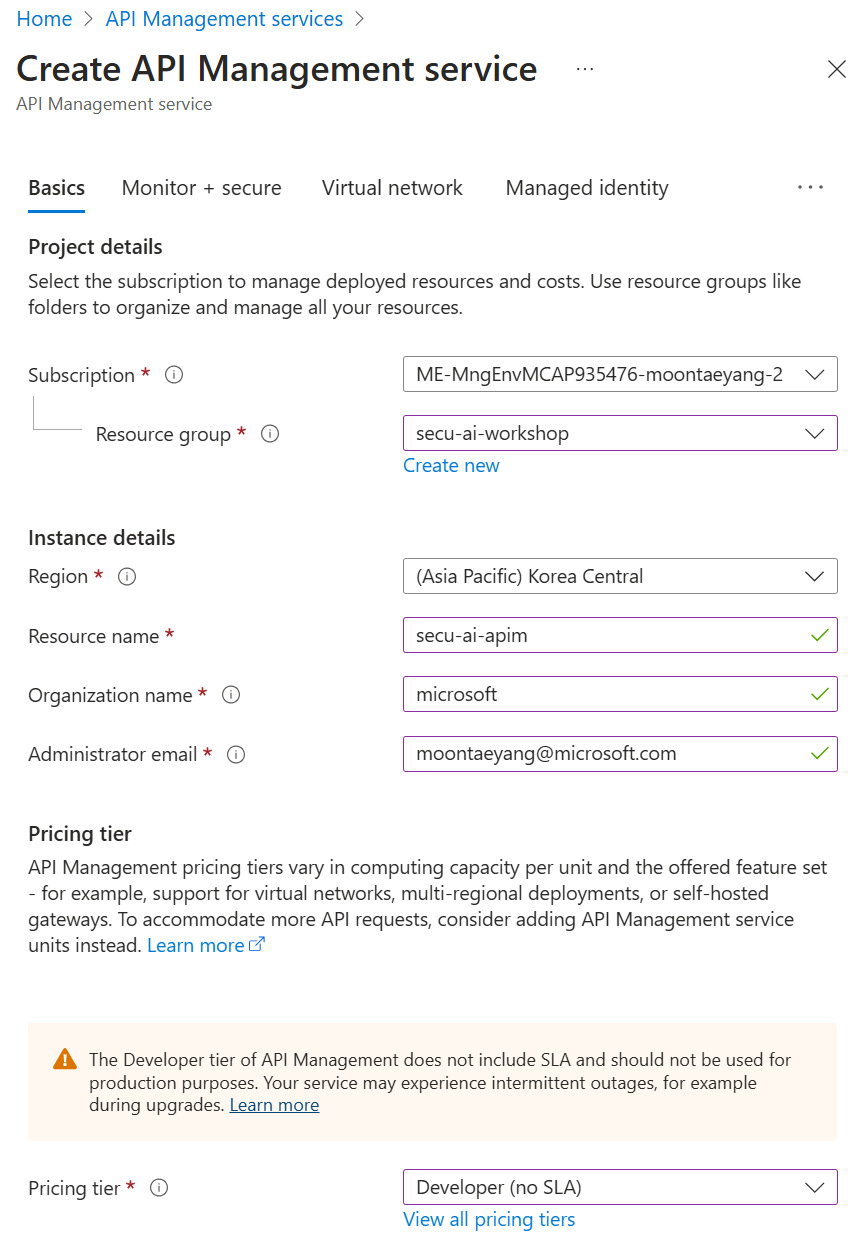 Home > API Management services >
Create API Management service ...
API Management service
Basics Monitor + secure Virtual network Managed identity ...
Project details
Select the subscription to manage deployed resources and costs. Use resource groups like
folders to organize and manage all your resources.
Subscription * ME-MngEnvMCAP935476-moontaeyang-2
Resource group * secu-ai-workshop
Create new
Instance details
Region * (Asia Pacific) Korea Central
Resource name * secu-ai-apim
Organization name * microsoft
Administrator email * moontaeyang@microsoft.com
Pricing tier
API Management pricing tiers vary in computing capacity per unit and the offered feature set
- for example, support for virtual networks, multi-regional deployments, or self-hosted
gateways. To accommodate more API requests, consider adding API Management service
units instead. Learn more
The Developer tier of API Management does not include SLA and should not be used for
production purposes. Your service may experience intermittent outages, for example
during upgrades. Learn more
Pricing tier * Developer (no SLA)
View all pricing tiers